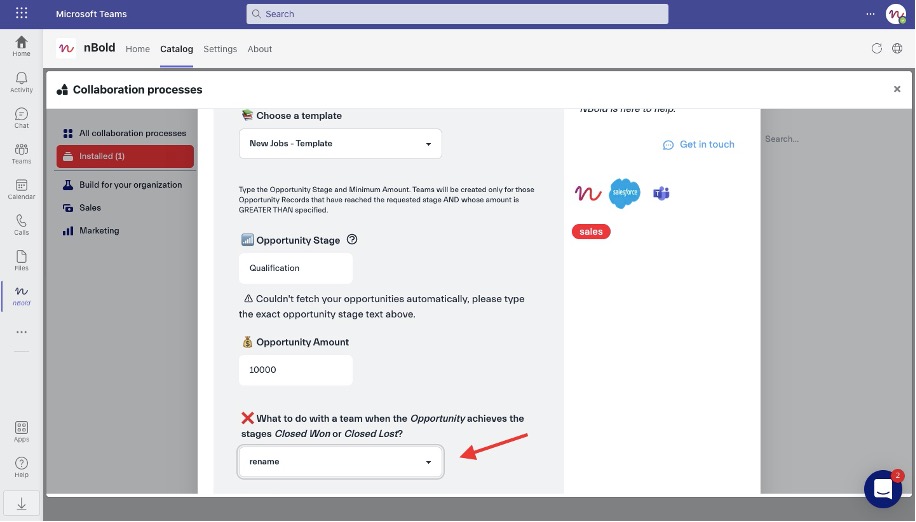 Microsoft Teams
Search
nBold
Home
Catalog
Settings
About
Home
Activity
Chat
Teams
Calendar
Calls
Files
nBold
Apps
Help
Collaboration processes
All collaboration processes
Installed (1)
Build for your organization
Sales
Marketing
Choose a template
New Jobs - Template
Type the Opportunity Stage and Minimum Amount. Teams will be created only for those
Opportunity Records that have reached the requested stage AND whose amount is
GREATER THAN specified.
Opportunity Stage
Qualification
Couldn't fetch your opportunities automatically, please type
the exact opportunity stage text above.
Opportunity Amount
10000
What to do with a team when the Opportunity achieves the
stages Closed Won or Closed Lost?
rename
nBold is here to help.
Get in touch
salesforce
sales
Search...
2